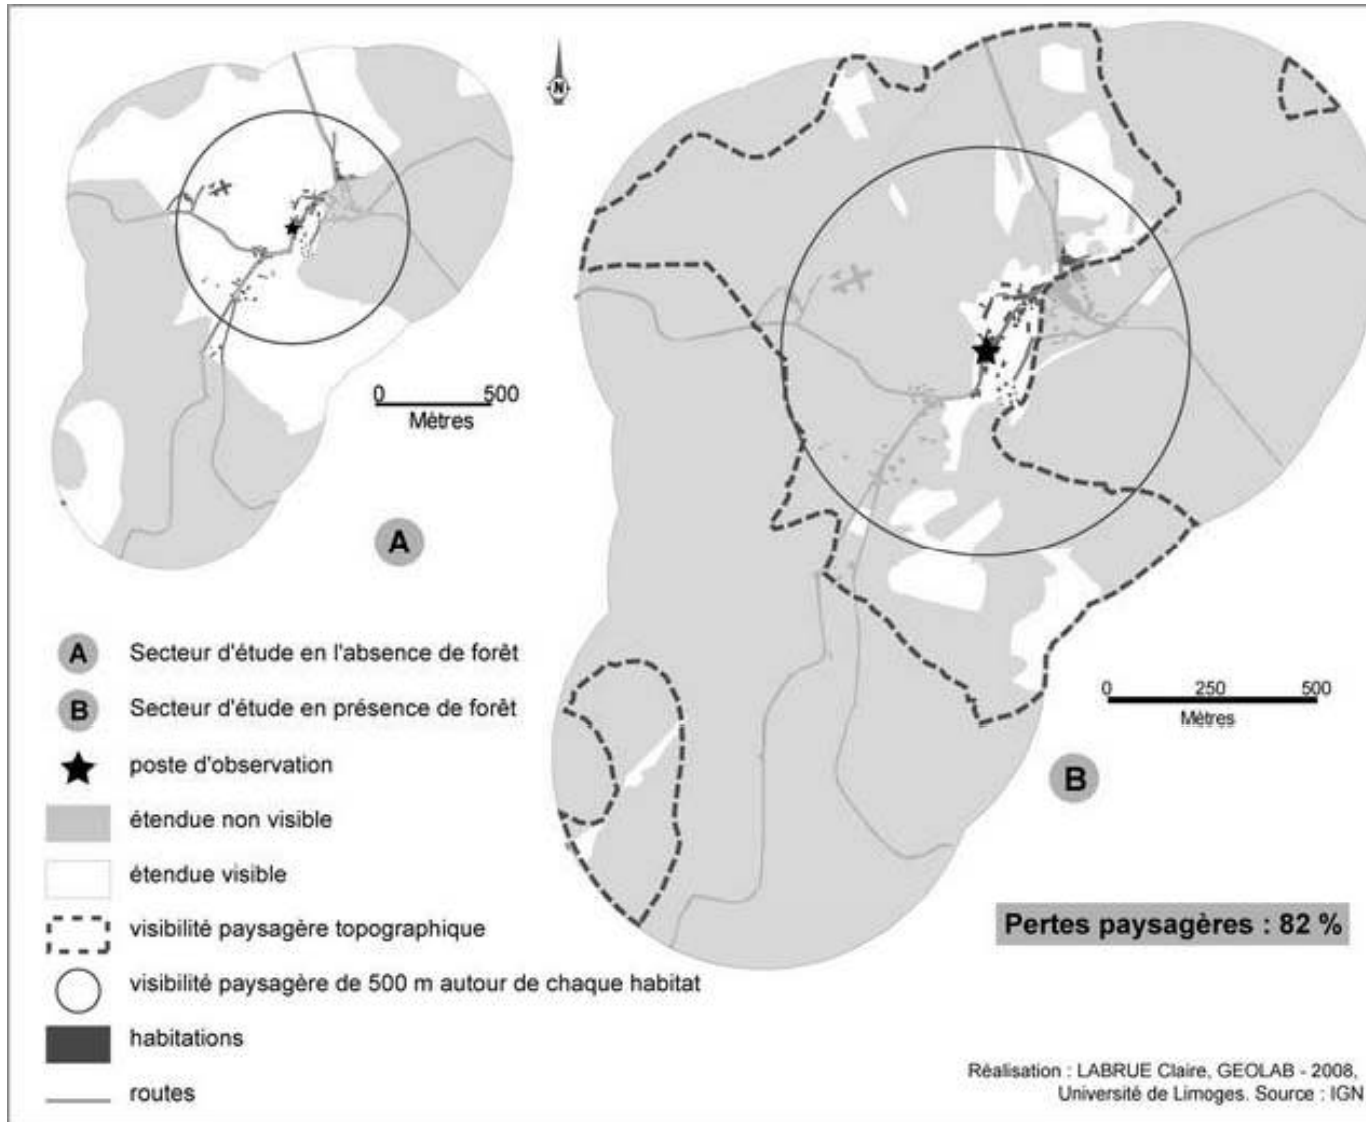 N
0 500
Mètres
A
A Secteur d'étude en l'absence de forêt
B Secteur d'étude en présence de forêt
poste d'observation
étendue non visible
étendue visible
visibilité paysagère topographique
visibilité paysagère de 500 m autour de chaque habitat
habitations
routes
0 250 500
Mètres
B
Pertes paysagères : 82 %
Réalisation : LABRUE Claire, GEOLAB - 2008,
Université de Limoges. Source : IGN